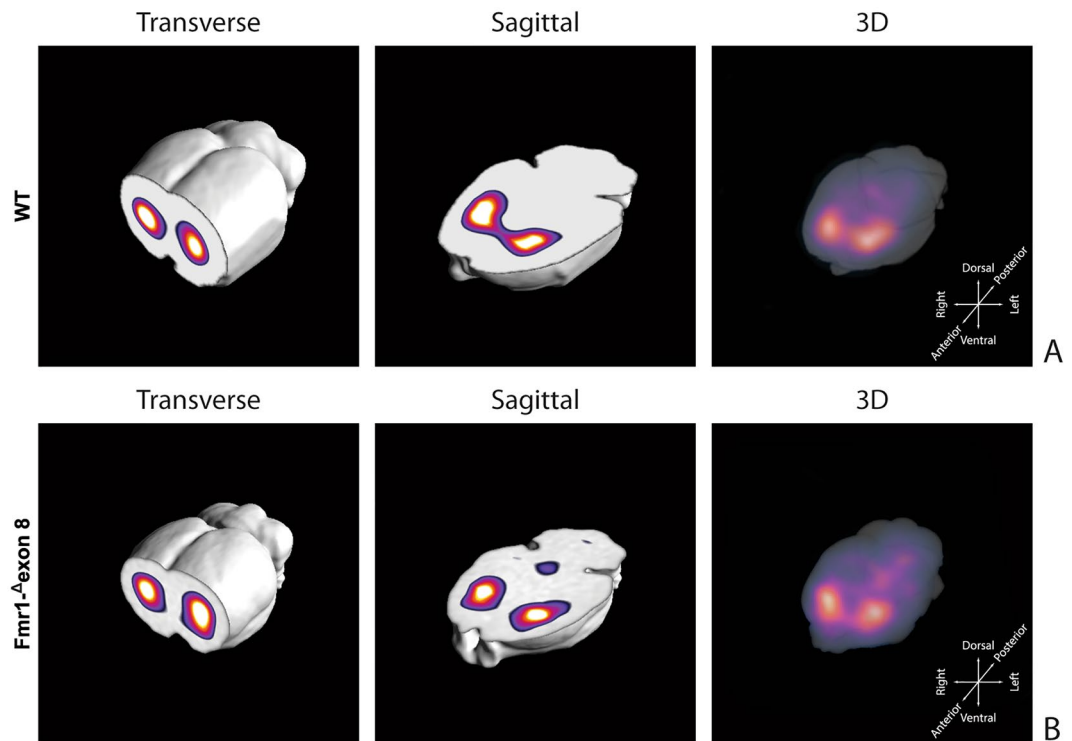 Transverse Sagittal 3D
WT
Dorsal
Posterior
Right
Left
Anterior
Ventral
A
Transverse Sagittal 3D
Fmr1-Δexon 8
Dorsal
Posterior
Right
Left
Anterior
Ventral
B